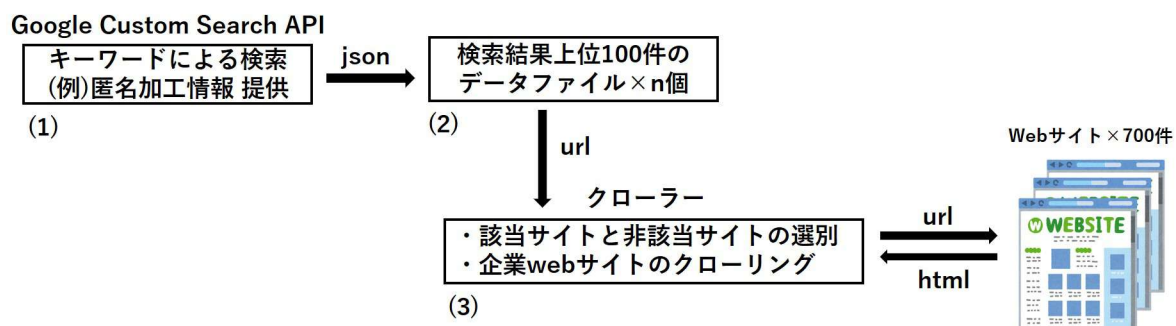 Google Custom Search API
キーワードによる検索
(例)匿名加工情報 提供
(1)
json
検索結果上位100件の
データファイル×n個
(2)
url
クローラー
・該当サイトと非該当サイトの選別
・企業webサイトのクローリング
(3)
url
html
Webサイト×700件
W WEBSITE